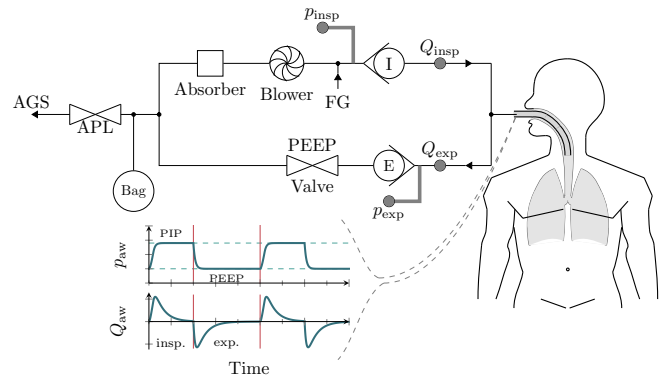 p_insp
Q_insp
I
Absorber
Blower
FG
AGS
APL
PEEP
Valve
E
Q_exp
Bag
p_exp
PIP
p_aw
PEEP
Q_aw
insp.
exp.
Time